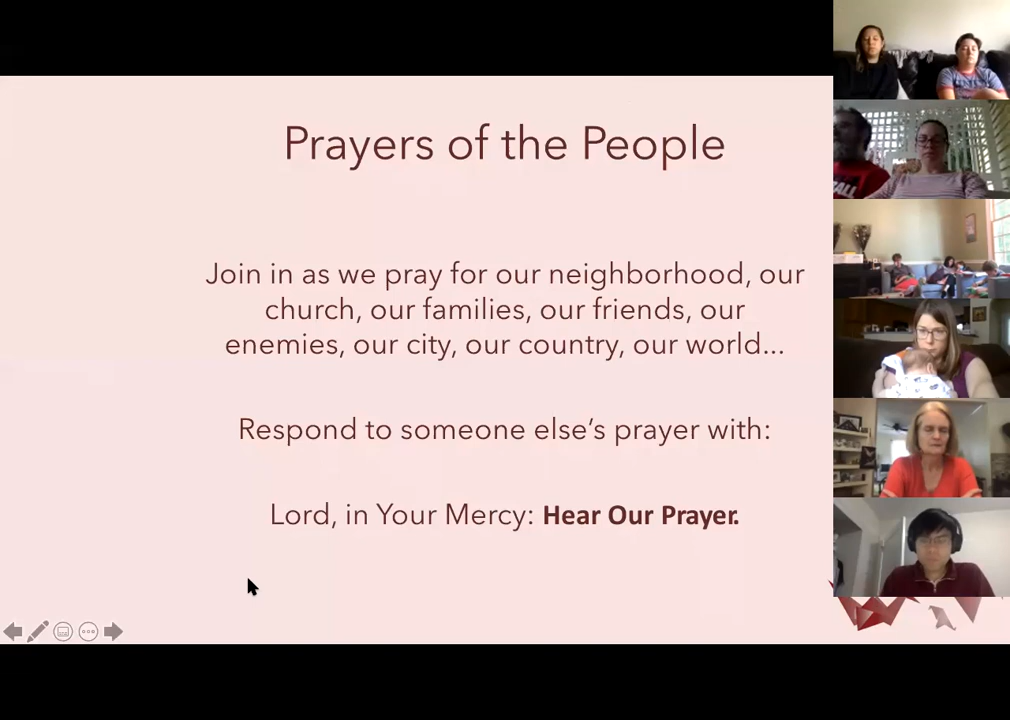 Prayers of the People
Join in as we pray for our neighborhood, our
church, our families, our friends, our
enemies, our city, our country, our world...
Respond to someone else’s prayer with:
Lord, in Your Mercy: Hear Our Prayer.